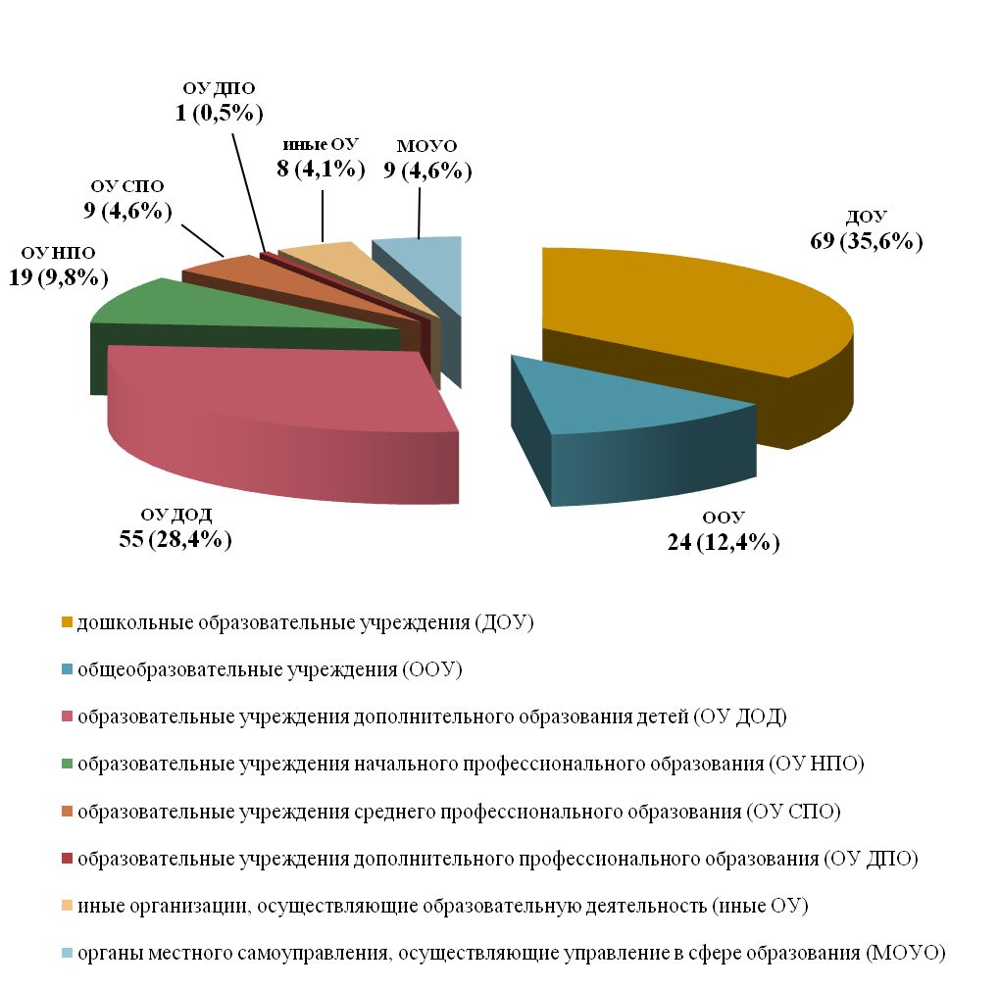 ОУ ДПО
1 (0,5%)
иные ОУ
8 (4,1%)
МОУО
9 (4,6%)
ОУ СПО
9 (4,6%)
ДОУ
69 (35,6%)
ОУ НПО
19 (9,8%)
ОУ ДОД
55 (28,4%)
ООУ
24 (12,4%)
дошкольные образовательные учреждения (ДОУ)
общеобразовательные учреждения (ООУ)
образовательные учреждения дополнительного образования детей (ОУ ДОД)
образовательные учреждения начального профессионального образования (ОУ НПО)
образовательные учреждения среднего профессионального образования (ОУ СПО)
образовательные учреждения дополнительного профессионального образования (ОУ ДПО)
иные организации, осуществляющие образовательную деятельность (иные ОУ)
органы местного самоуправления, осуществляющие управление в сфере образования (МОУО)